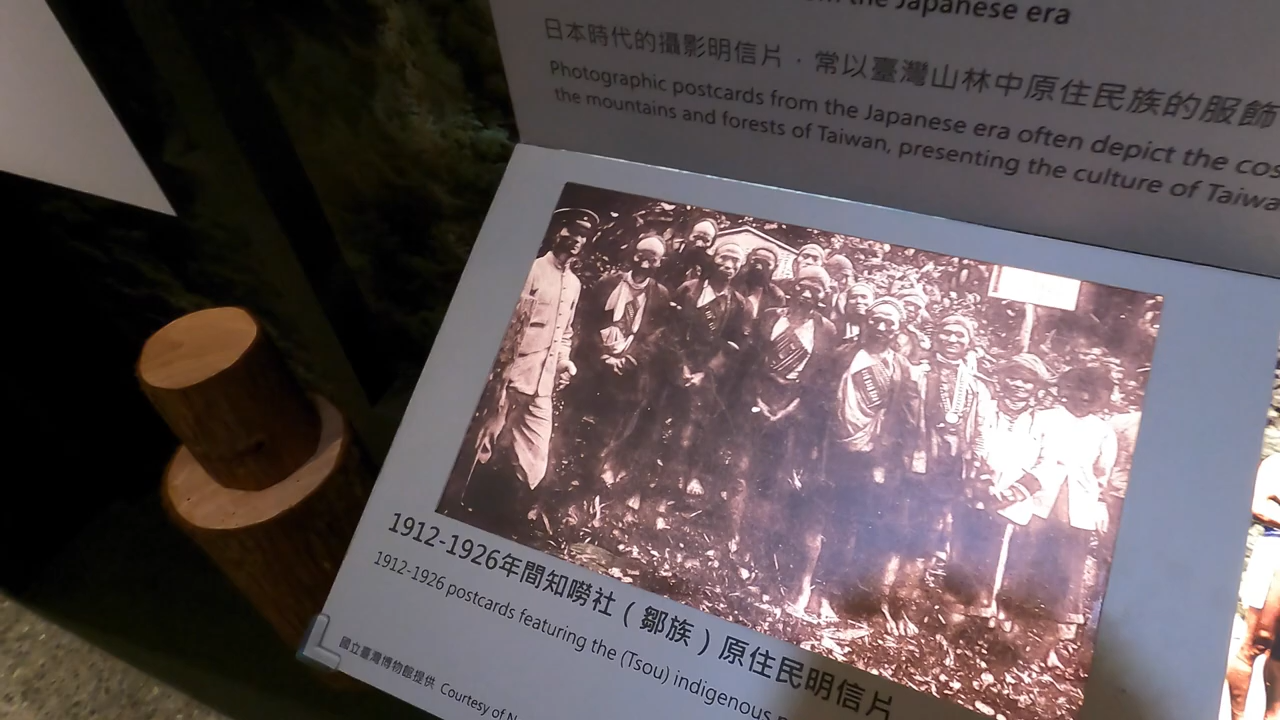 the Japanese era
日本時代的攝影明信片，常以臺灣山林中原住民族的服飾
Photographic postcards from the Japanese era often depict the cos
the mountains and forests of Taiwan, presenting the culture of Taiwa
1912-1926年間知嘮社（鄒族）原住民明信片
1912-1926 postcards featuring the (Tsou) indigenous
國立臺灣博物館提供 Courtesy of N